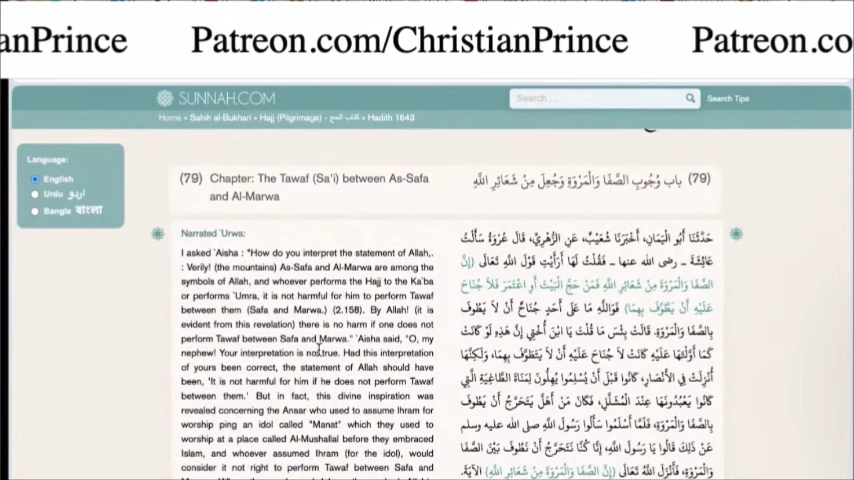 anPrince Patreon.com/ChristianPrince Patreon.co
SUNNAH.COM
Search ...
Search Tips
Home » Sahih al-Bukhari » Hajj (Pilgrimage) - كتاب الحج » Hadith 1643
Language:
English
Urdu اردو
Bangla বাংলা
(79) Chapter: The Tawaf (Sa'i) between As-Safa
and Al-Marwa
(79) باب وُجُوبِ الصَّفَا وَالْمَرْوَةِ وَجُعِلَ مِنْ شَعَائِرِ اللَّهِ
Narrated `Urwa:
I asked `Aisha : "How do you interpret the statement of Allah,.
: Verily! (the mountains) As-Safa and Al-Marwa are among the
symbols of Allah, and whoever performs the Hajj to the Ka`ba
or performs `Umra, it is not harmful for him to perform Tawaf
between them (Safa and Marwa.) (2.158). By Allah! (it is
evident from this revelation) there is no harm if one does not
perform Tawaf between Safa and Marwa." `Aisha said, "O, my
nephew! Your interpretation is not true. Had this interpretation
of yours been correct, the statement of Allah should have
been, 'It is not harmful for him if he does not perform Tawaf
between them.' But in fact, this divine inspiration was
revealed concerning the Ansar who used to assume Ihram for
worship ping an idol called "Manat" which they used to
worship at a place called Al-Mushallal before they embraced
Islam, and whoever assumed Ihram (for the idol), would
consider it not right to perform Tawaf between Safa and
حَدَّثَنَا أَبُو الْيَمَانِ، أَخْبَرَنَا شُعَيْبٌ، عَنِ الزُّهْرِيِّ، قَالَ عُرْوَةُ سَأَلْتُ
عَائِشَةَ ـ رضى الله عنها ـ فَقُلْتُ لَهَا أَرَأَيْتِ قَوْلَ اللَّهِ تَعَالَى {إِنَّ
الصَّفَا وَالْمَرْوَةَ مِنْ شَعَائِرِ اللَّهِ فَمَنْ حَجَّ الْبَيْتَ أَوِ اعْتَمَرَ فَلاَ جُنَاحَ
عَلَيْهِ أَنْ يَطَّوَّفَ بِهِمَا} فَوَاللَّهِ مَا عَلَى أَحَدٍ جُنَاحٌ أَنْ لاَ يَطُوفَ
بِالصَّفَا وَالْمَرْوَةِ. قَالَتْ بِئْسَ مَا قُلْتَ يَا ابْنَ أُخْتِي إِنَّ هَذِهِ لَوْ كَانَتْ
كَمَا أَوَّلْتَهَا عَلَيْهِ كَانَتْ لاَ جُنَاحَ عَلَيْهِ أَنْ لاَ يَتَطَوَّفَ بِهِمَا، وَلَكِنَّهَا
أُنْزِلَتْ فِي الأَنْصَارِ، كَانُوا قَبْلَ أَنْ يُسْلِمُوا يُهِلُّونَ لِمَنَاةَ الطَّاغِيَةِ الَّتِي
كَانُوا يَعْبُدُونَهَا عِنْدَ الْمُشَلَّلِ، فَكَانَ مَنْ أَهَلَّ يَتَحَرَّجُ أَنْ يَطُوفَ
بِالصَّفَا وَالْمَرْوَةِ، فَلَمَّا أَسْلَمُوا سَأَلُوا رَسُولَ اللَّهِ صلى الله عليه وسلم
عَنْ ذَلِكَ قَالُوا يَا رَسُولَ اللَّهِ، إِنَّا كُنَّا نَتَحَرَّجُ أَنْ نَطُوفَ بَيْنَ الصَّفَا
وَالْمَرْوَةِ، فَأَنْزَلَ اللَّهُ تَعَالَى {إِنَّ الصَّفَا وَالْمَرْوَةَ مِنْ شَعَائِرِ اللَّهِ} الآيَةَ.